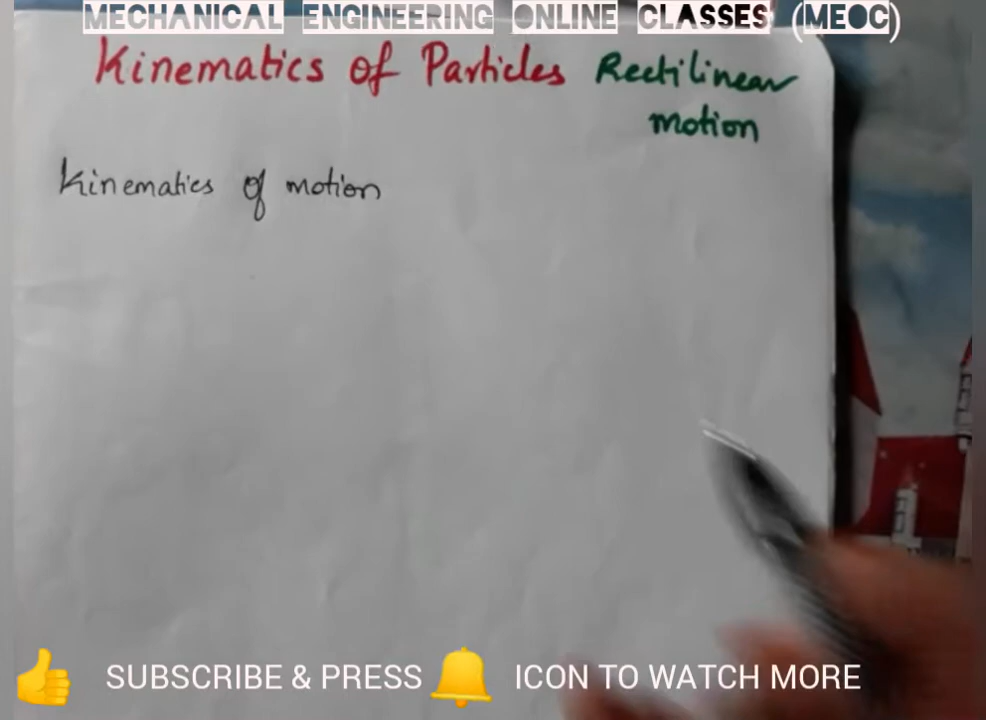 MECHANICAL ENGINEERING ONLINE CLASSES (MEOC)
Kinematics of Particles Rectilinear
motion
Kinematics of motion
SUBSCRIBE & PRESS ICON TO WATCH MORE